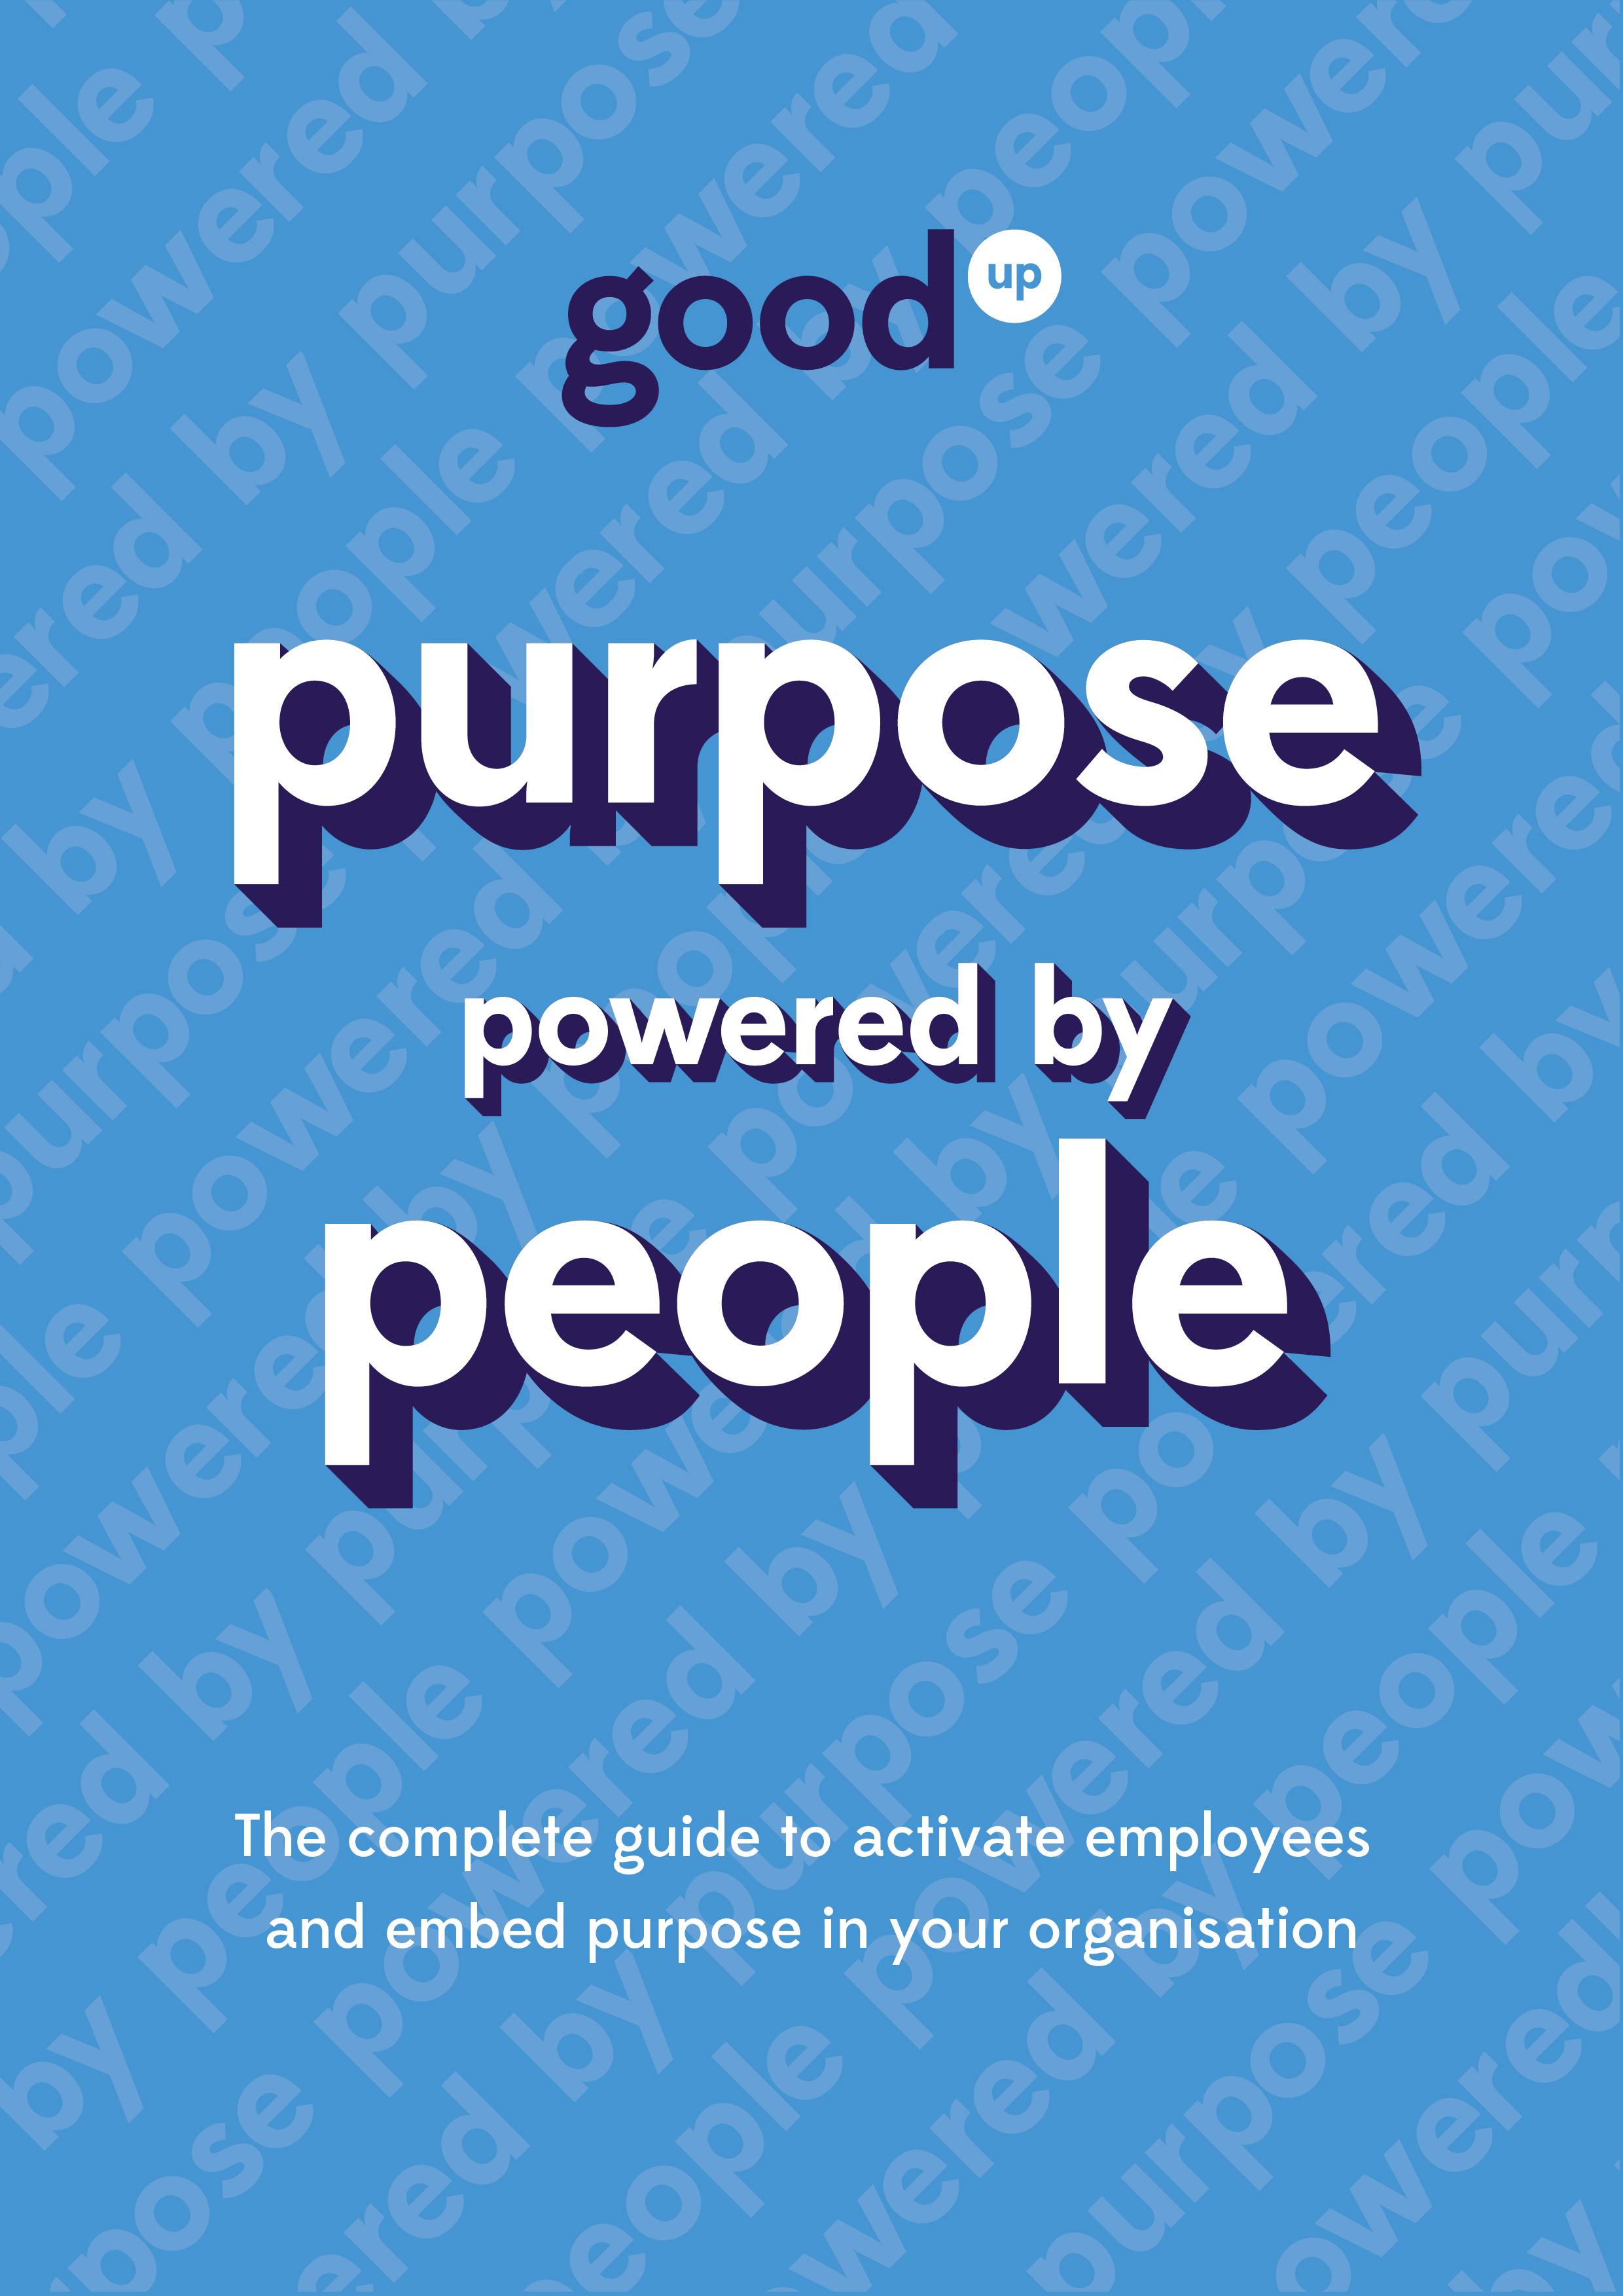 good up
purpose
powered by
people
The complete guide to activate employees
and embed purpose in your organisation